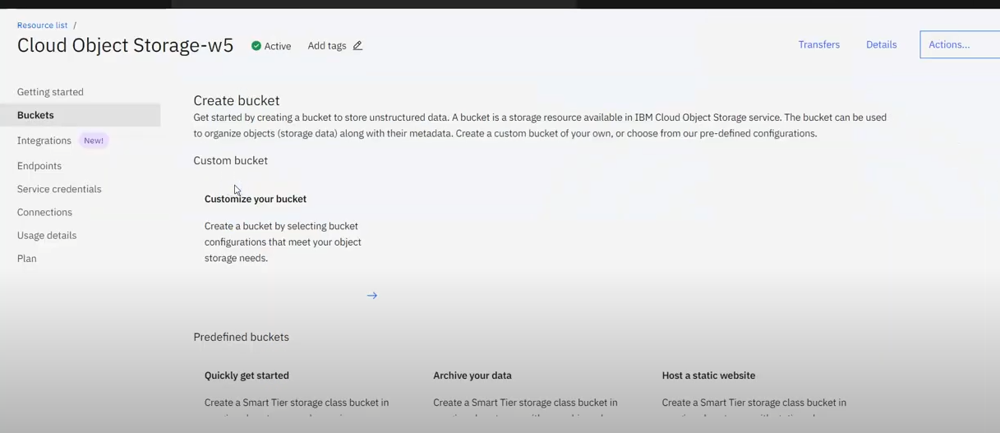 Resource list /
Cloud Object Storage-w5
Active
Add tags
Transfers
Details
Actions...
Getting started
Buckets
Integrations New!
Endpoints
Service credentials
Connections
Usage details
Plan
Create bucket
Get started by creating a bucket to store unstructured data. A bucket is a storage resource available in IBM Cloud Object Storage service. The bucket can be used
to organize objects (storage data) along with their metadata. Create a custom bucket of your own, or choose from our pre-defined configurations.
Custom bucket
Customize your bucket
Create a bucket by selecting bucket
configurations that meet your object
storage needs.
Predefined buckets
Quickly get started
Create a Smart Tier storage class bucket in
Archive your data
Create a Smart Tier storage class bucket in
Host a static website
Create a Smart Tier storage class bucket in